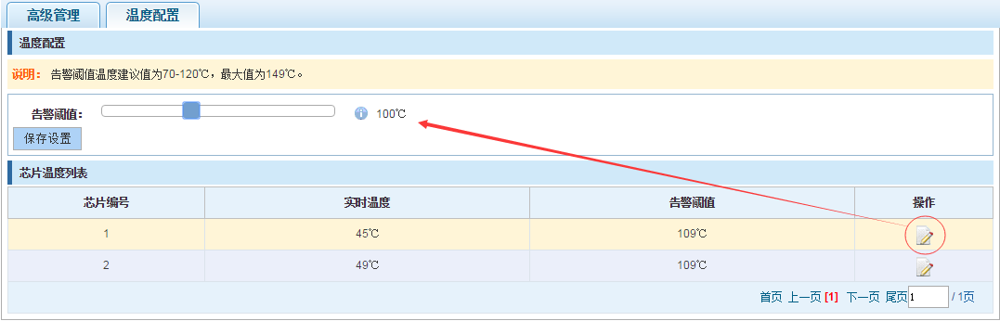 高级管理 温度配置
温度配置
说明： 告警阈值温度建议值为70-120℃，最大值为149℃。
告警阈值： 100℃
保存设置
芯片温度列表
芯片编号 实时温度 告警阈值 操作
1 45℃ 109℃
2 49℃ 109℃
首页 上一页 [1] 下一页 尾页 1 / 1页